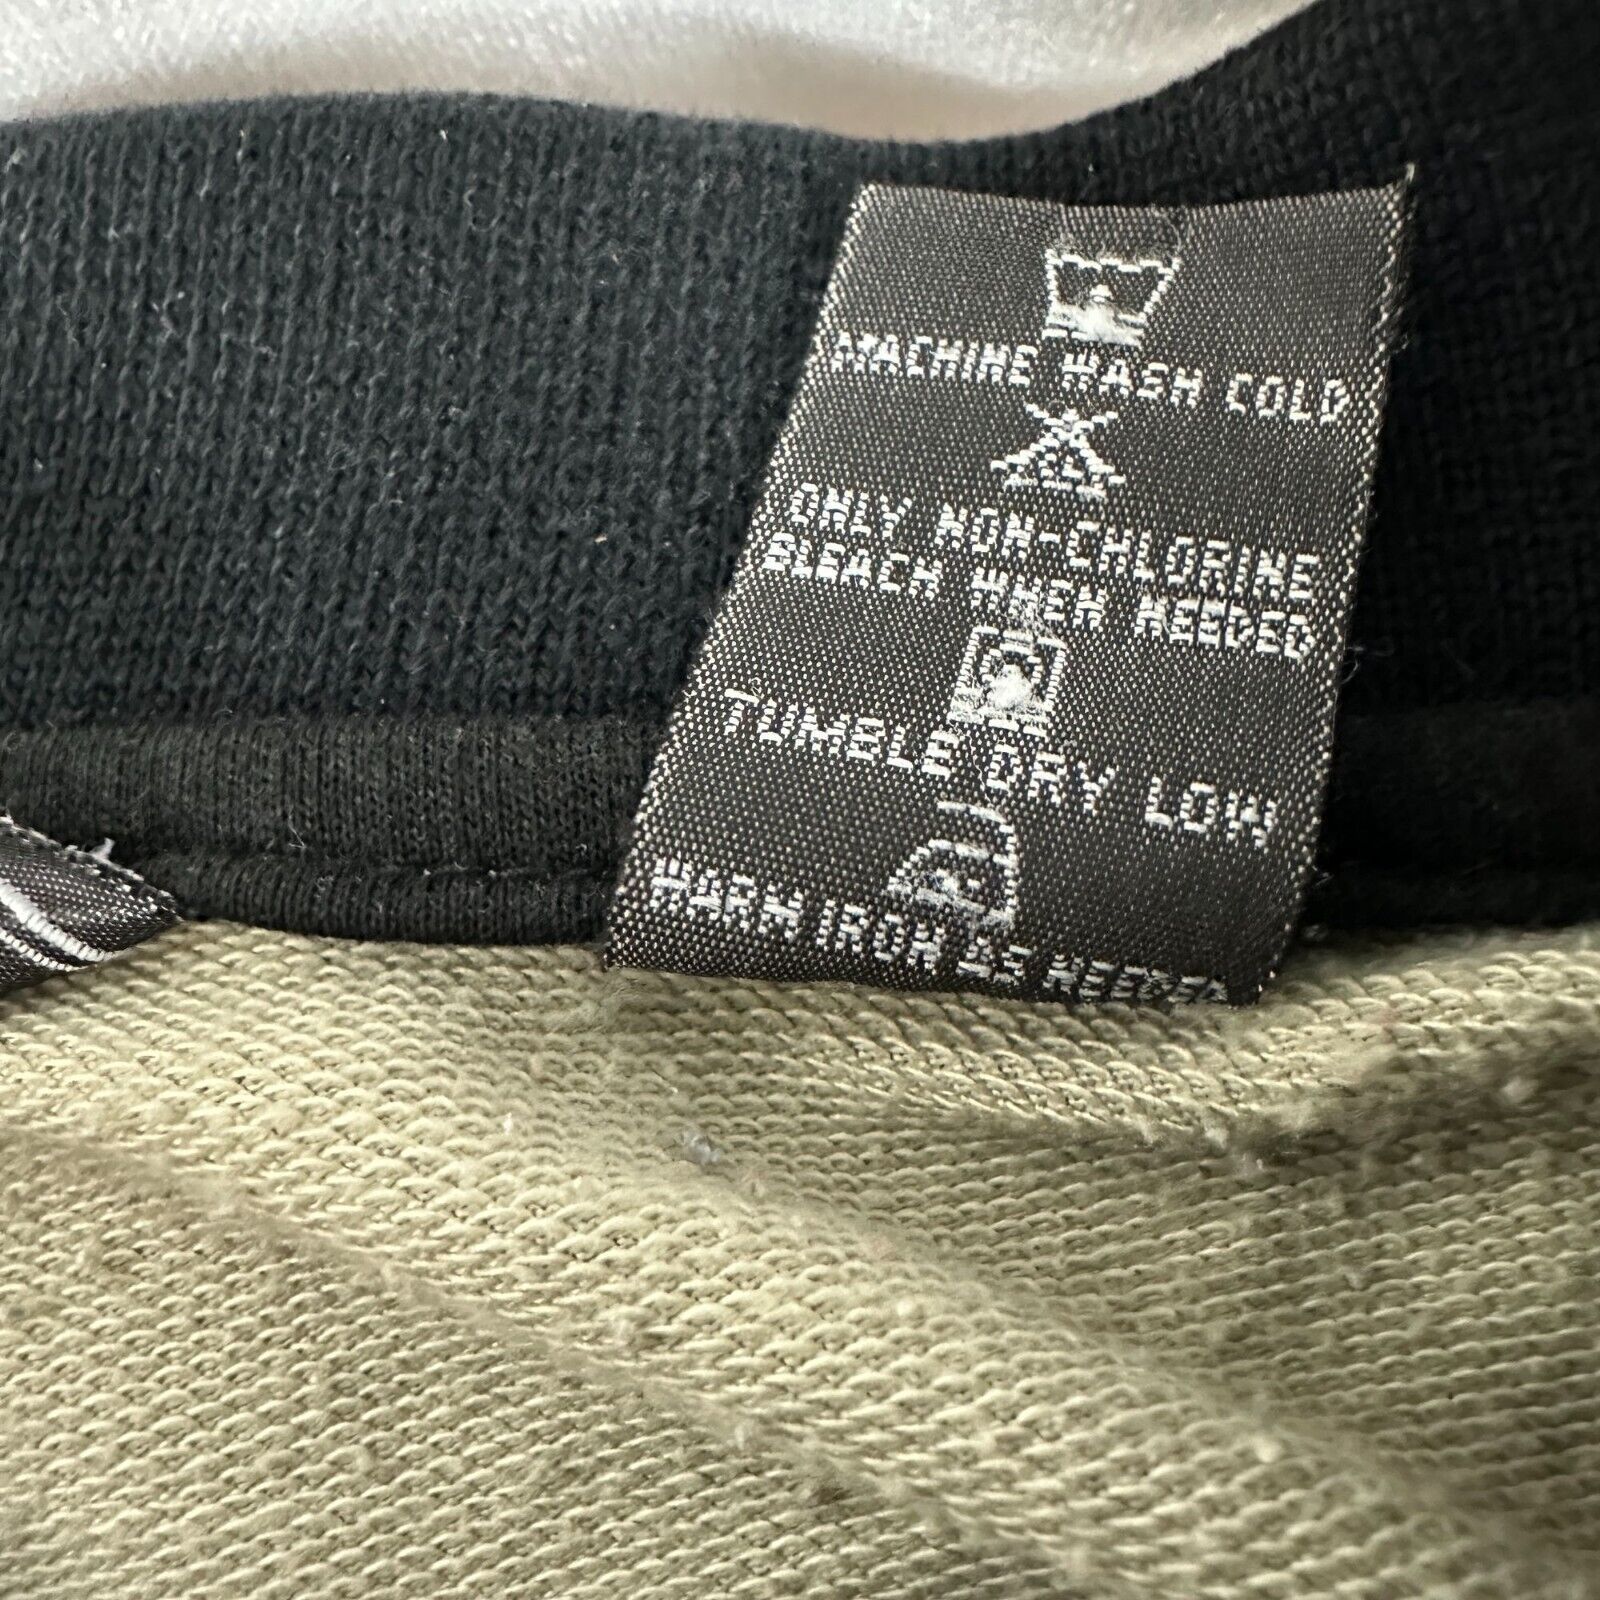 MACHINE WASH COLD
ONLY NON-CHLORINE
BLEACH WHEN NEEDED
TUMBLE DRY LOW
WARM IRON AS NEEDED